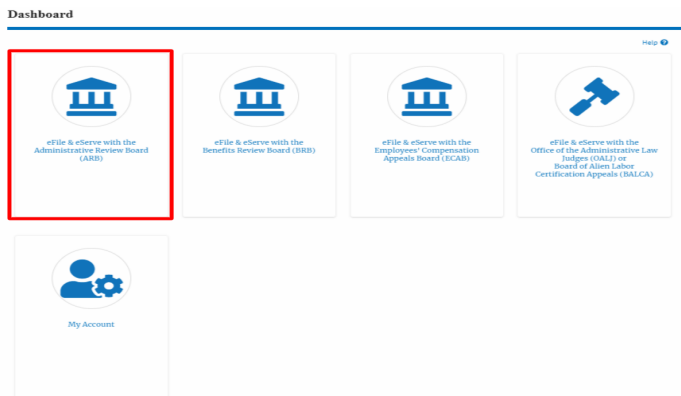 Dashboard
Help
eFile & eServe with the
Administrative Review Board
(ARB)
eFile & eServe with the
Benefits Review Board (BRB)
eFile & eServe with the
Employees' Compensation
Appeals Board (ECAB)
eFile & eServe with the
Office of the Administrative Law
Judges (OALJ) or
Board of Alien Labor
Certification Appeals (BALCA)
My Account